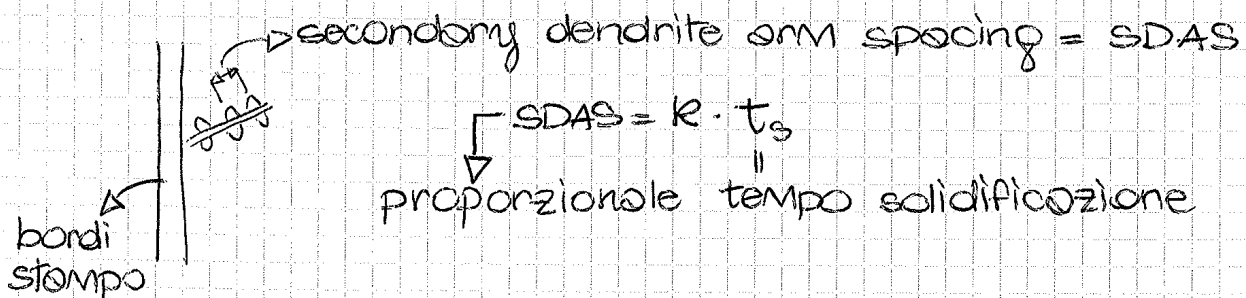 secondary dendrite arm spacing = SDAS
SDAS = k · ts
=
proporzionale tempo solidificazione
bordi
stampo